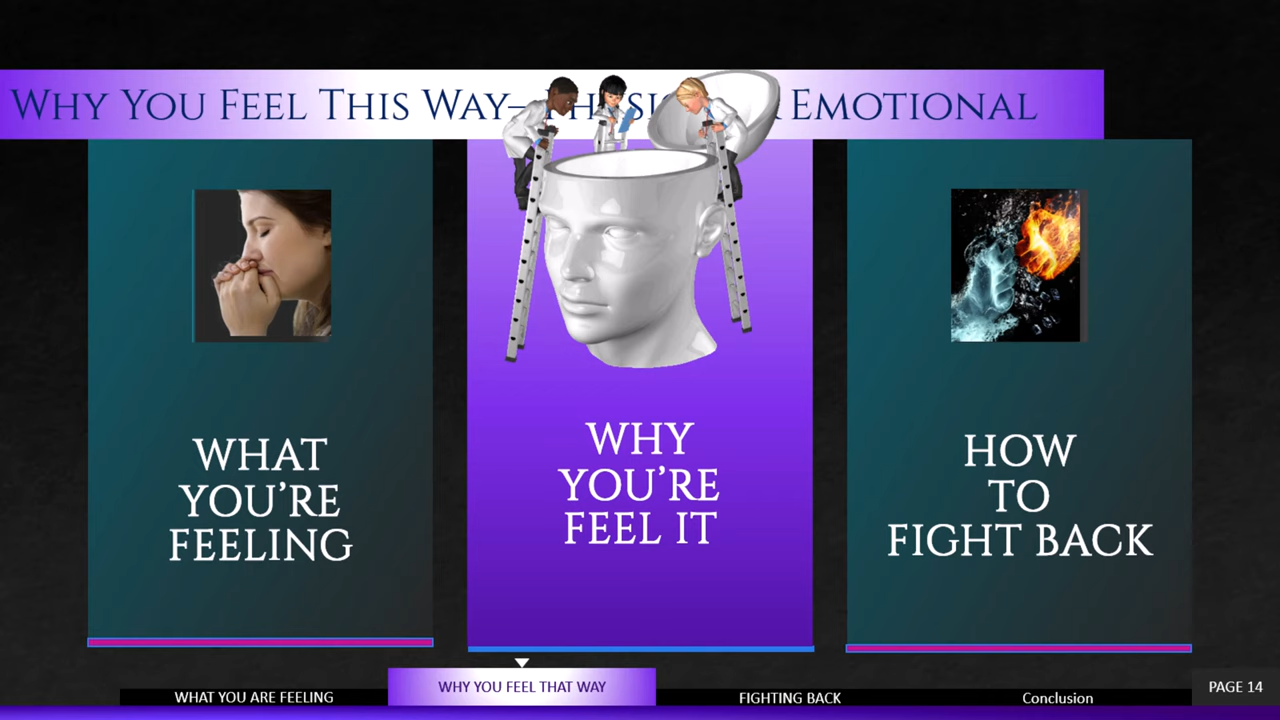 WHY YOU FEEL THIS WAY– EMOTIONAL
WHAT
YOU'RE
FEELING
WHY
YOU'RE
FEEL IT
HOW
TO
FIGHT BACK
WHAT YOU ARE FEELING
WHY YOU FEEL THAT WAY
FIGHTING BACK
Conclusion
PAGE 14